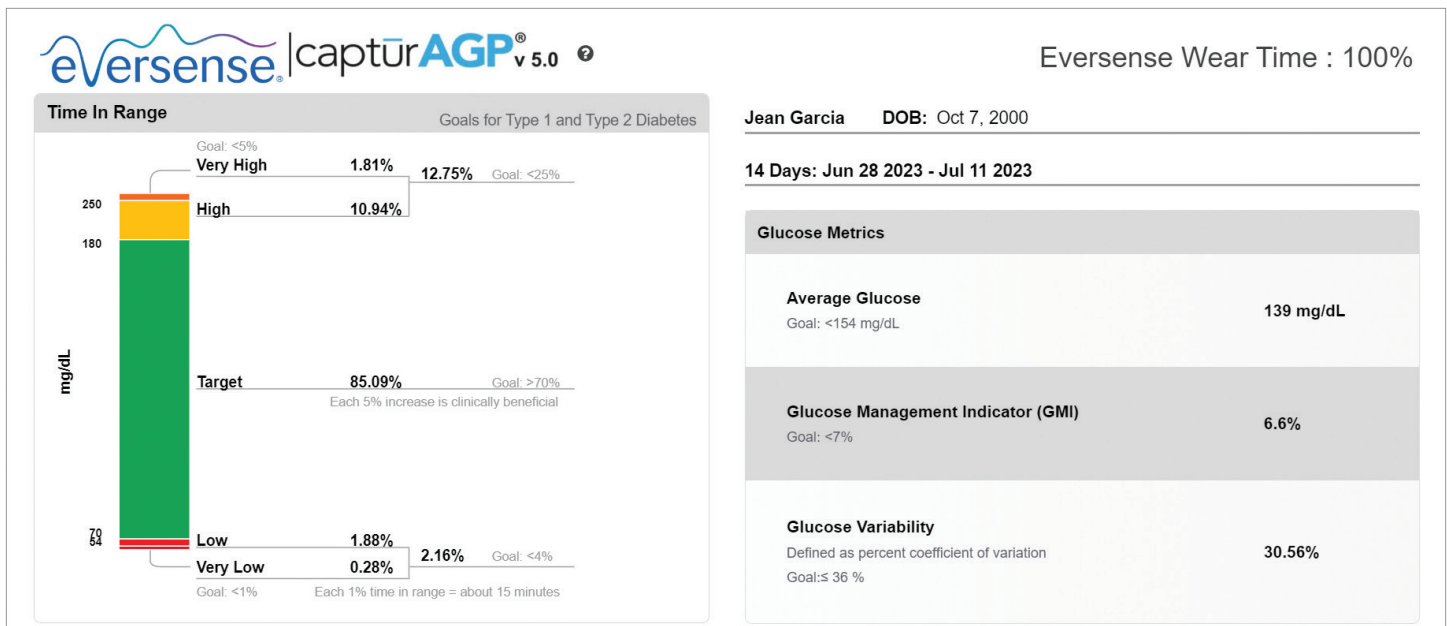 eversense® | captūrAGP® v 5.0 ?
Eversense Wear Time : 100%
Time In Range
Goals for Type 1 and Type 2 Diabetes
Goal: <5%
Very High 1.81%
12.75% Goal: <25%
High 10.94%
250
180
mg/dL
Target 85.09% Goal: >70%
Each 5% increase is clinically beneficial
70
54
Low 1.88%
2.16% Goal: <4%
Very Low 0.28%
Goal: <1% Each 1% time in range = about 15 minutes
Jean Garcia DOB: Oct 7, 2000
14 Days: Jun 28 2023 - Jul 11 2023
Glucose Metrics
Average Glucose
Goal: <154 mg/dL
139 mg/dL
Glucose Management Indicator (GMI)
Goal: <7%
6.6%
Glucose Variability
Defined as percent coefficient of variation
Goal:≤ 36 %
30.56%